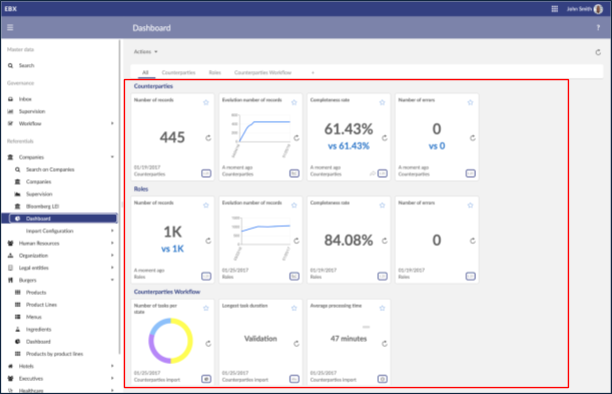 EBX
John Smith
Dashboard
?
Master data
Search
Governance
Inbox
Supervision
Workflow
Referentials
Companies
Search on Companies
Companies
Supervision
Bloomberg LEI
Dashboard
Import Configuration
Human Resources
Organization
Legal entities
Burgers
Products
Product Lines
Menus
Ingredients
Dashboard
Products by product lines
Hotels
Executives
Healthcare
Actions
All Counterparties Roles Counterparties Workflow +
Counterparties
Number of records
445
01/19/2017
Counterparties
Evolution number of records
A moment ago
Counterparties
Completeness rate
61.43%
vs 61.43%
A moment ago
Counterparties
Number of errors
0
vs 0
A moment ago
Counterparties
Roles
Number of records
1K
vs 1K
A moment ago
Roles
Evolution number of records
01/25/2017
Roles
Completeness rate
84.08%
01/19/2017
Roles
Number of errors
0
01/19/2017
Roles
Counterparties Workflow
Number of tasks per
state
01/25/2017
Counterparties import
Longest task duration
Validation
01/25/2017
Counterparties import
Average processing time
47 minutes
01/25/2017
Counterparties import